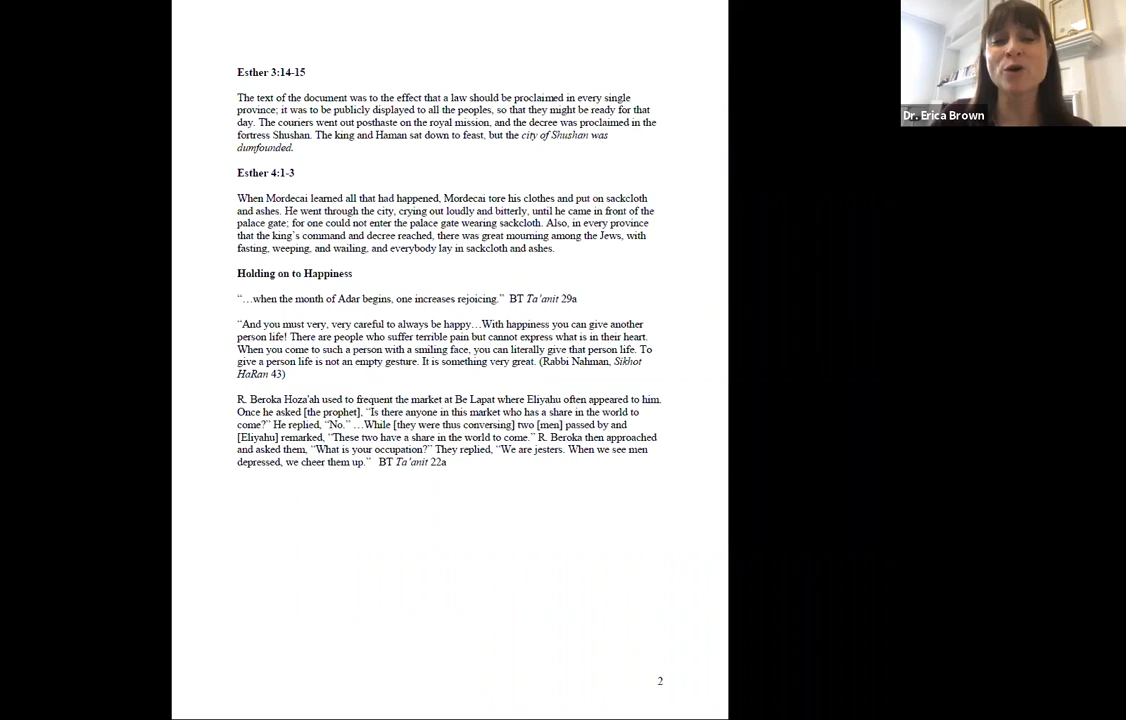 Esther 3:14-15
The text of the document was to the effect that a law should be proclaimed in every single
province; it was to be publicly displayed to all the peoples, so that they might be ready for that
day. The couriers went out posthaste on the royal mission, and the decree was proclaimed in the
fortress Shushan. The king and Haman sat down to feast, but the city of Shushan was
dumfounded.
Esther 4:1-3
When Mordecai learned all that had happened, Mordecai tore his clothes and put on sackcloth
and ashes. He went through the city, crying out loudly and bitterly, until he came in front of the
palace gate; for one could not enter the palace gate wearing sackcloth. Also, in every province
that the king's command and decree reached, there was great mourning among the Jews, with
fasting, weeping, and wailing, and everybody lay in sackcloth and ashes.
Holding on to Happiness
“…when the month of Adar begins, one increases rejoicing.” BT Ta'anit 29a
“And you must very, very careful to always be happy…With happiness you can give another
person life! There are people who suffer terrible pain but cannot express what is in their heart.
When you come to such a person with a smiling face, you can literally give that person life. To
give a person life is not an empty gesture. It is something very great. (Rabbi Nahman, Sikhot
HaRan 43)
R. Beroka Hoza'ah used to frequent the market at Be Lapat where Eliyahu often appeared to him.
Once he asked [the prophet], “Is there anyone in this market who has a share in the world to
come?” He replied, “No.” …While [they were thus conversing] two [men] passed by and
[Eliyahu] remarked, “These two have a share in the world to come.” R. Beroka then approached
and asked them, “What is your occupation?” They replied, “We are jesters. When we see men
depressed, we cheer them up.” BT Ta'anit 22a
2
Dr. Erica Brown